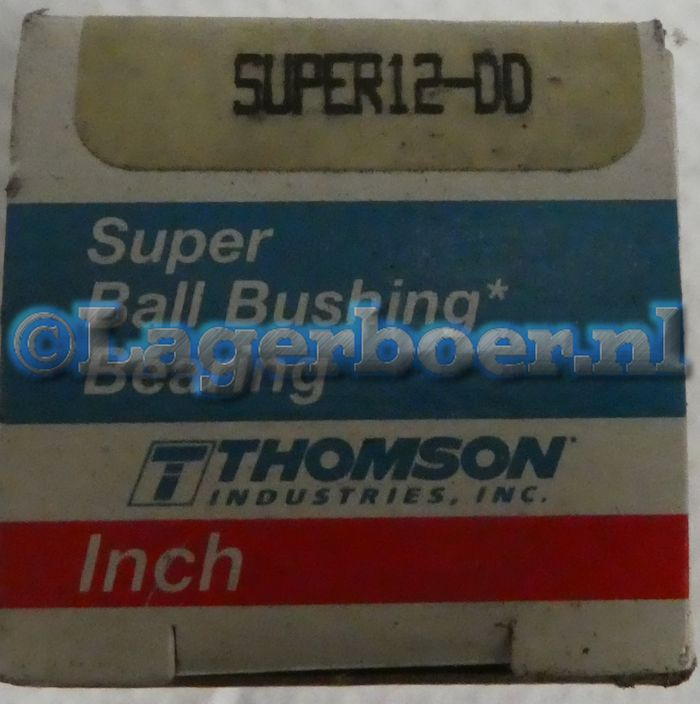 SUPER12-DD
Super
Ball Bushing*
©Lagerboer.nl
Bearing
T THOMSON
INDUSTRIES, INC.
Inch